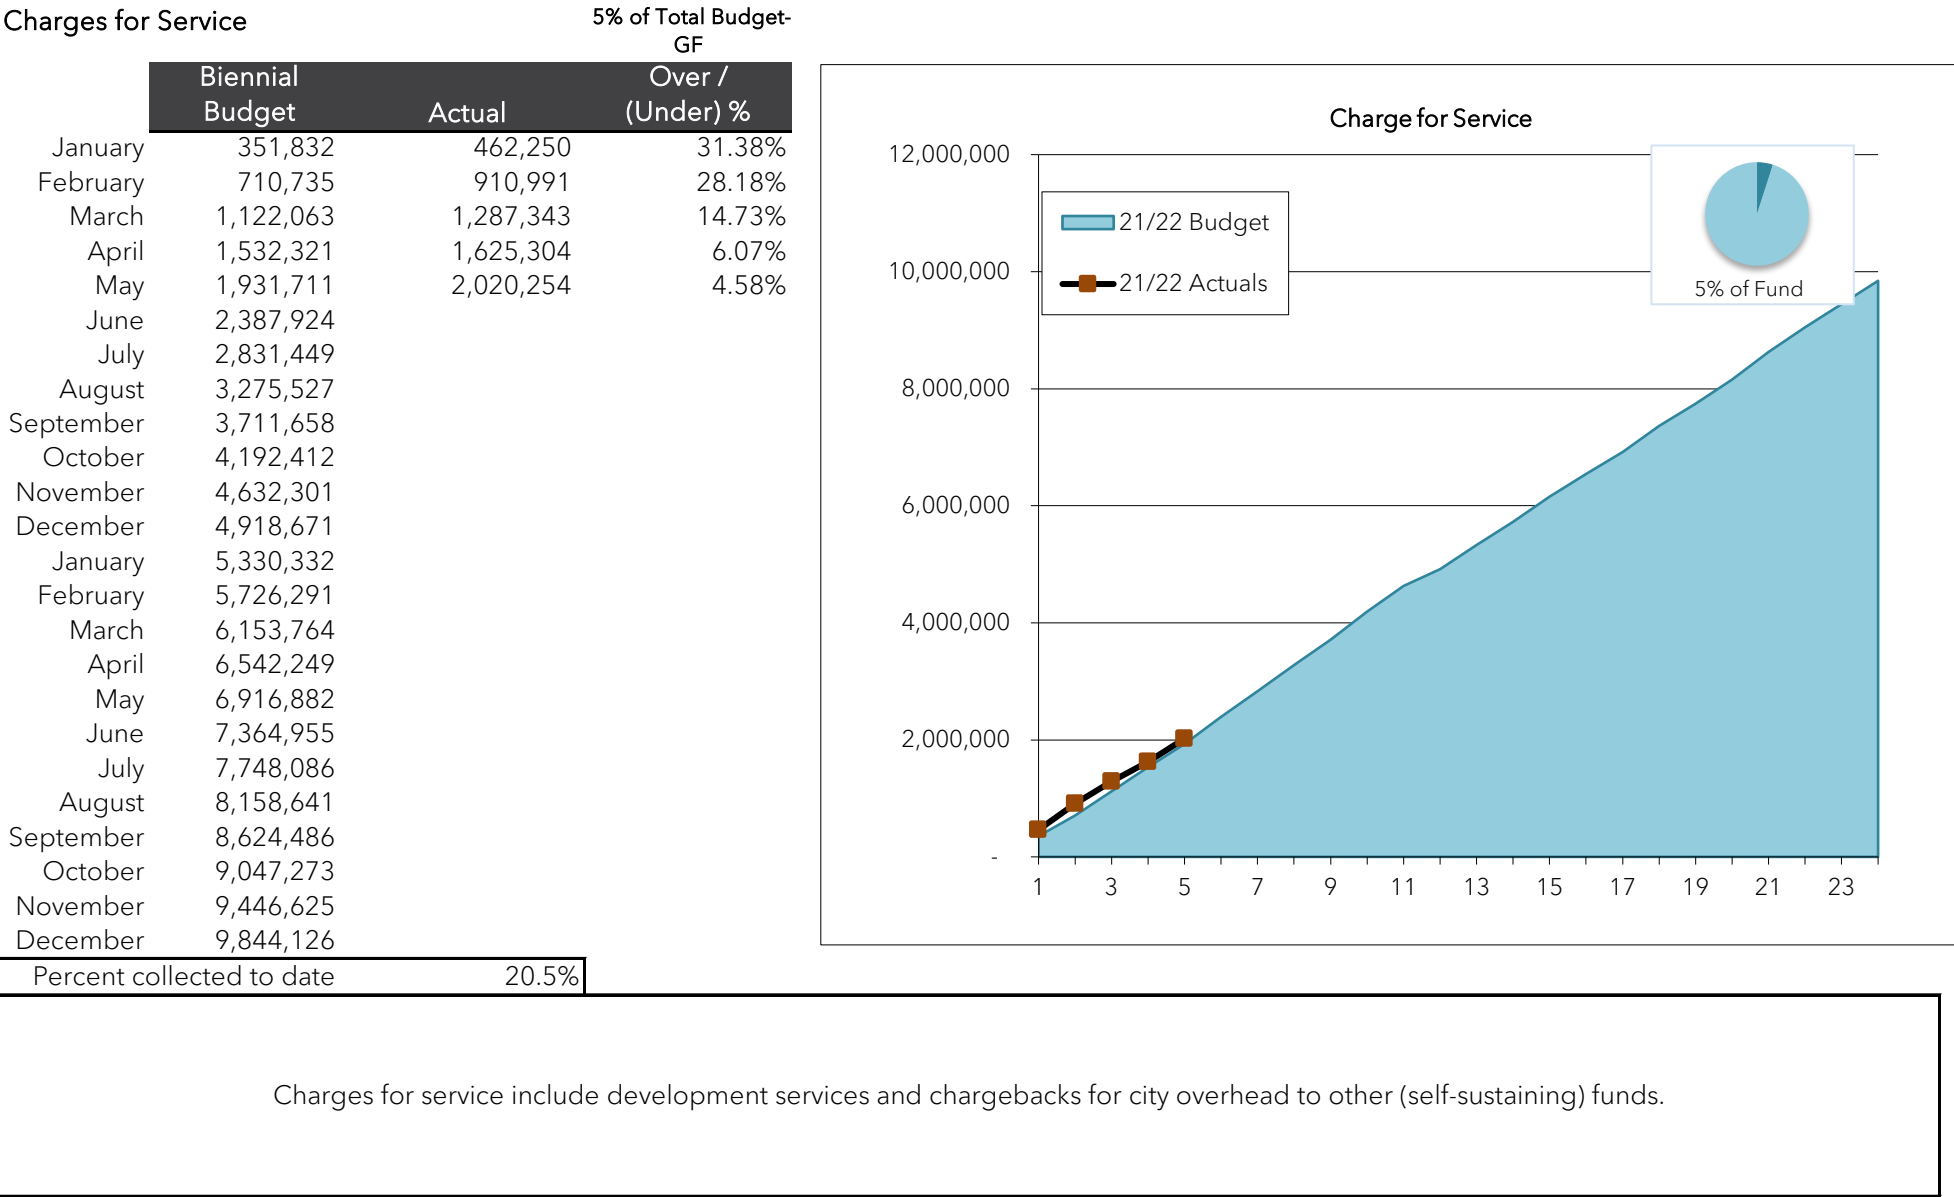 Charges for Service
5% of Total Budget-
GF
Biennial
Budget
Actual
Over /
(Under) %
January 351,832 462,250 31.38%
February 710,735 910,991 28.18%
March 1,122,063 1,287,343 14.73%
April 1,532,321 1,625,304 6.07%
May 1,931,711 2,020,254 4.58%
June 2,387,924
July 2,831,449
August 3,275,527
September 3,711,658
October 4,192,412
November 4,632,301
December 4,918,671
January 5,330,332
February 5,726,291
March 6,153,764
April 6,542,249
May 6,916,882
June 7,364,955
July 7,748,086
August 8,158,641
September 8,624,486
October 9,047,273
November 9,446,625
December 9,844,126
Percent collected to date 20.5%
Charge for Service
12,000,000
10,000,000
8,000,000
6,000,000
4,000,000
2,000,000
-
1 3 5 7 9 11 13 15 17 19 21 23
21/22 Budget
21/22 Actuals
5% of Fund
Charges for service include development services and chargebacks for city overhead to other (self-sustaining) funds.